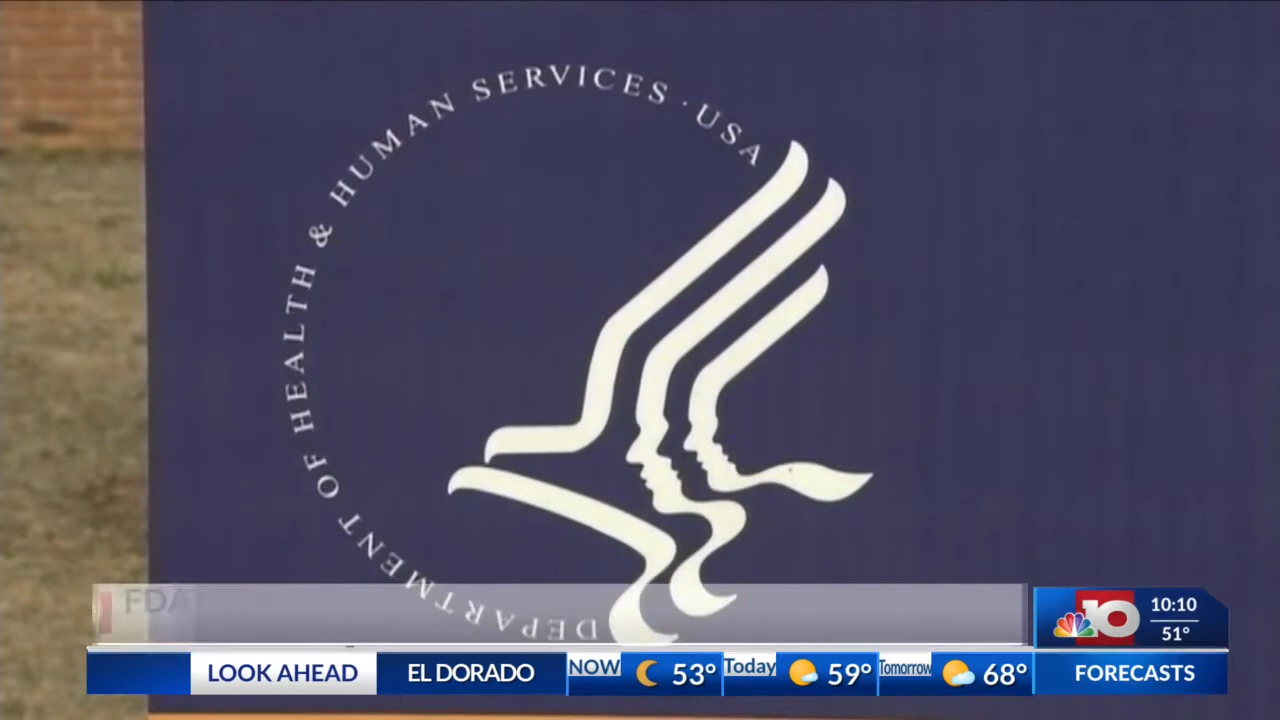 DEPARTMENT OF HEALTH & HUMAN SERVICES · USA
FDA
10
10:10
51°
LOOK AHEAD
EL DORADO
NOW
53°
Today
59°
Tomorrow
68°
FORECASTS